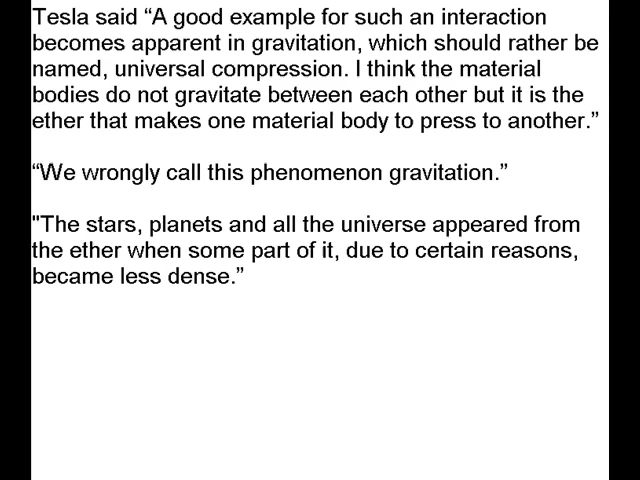 Tesla said “A good example for such an interaction
becomes apparent in gravitation, which should rather be
named, universal compression. I think the material
bodies do not gravitate between each other but it is the
ether that makes one material body to press to another.”
“We wrongly call this phenomenon gravitation.”
"The stars, planets and all the universe appeared from
the ether when some part of it, due to certain reasons,
became less dense.”